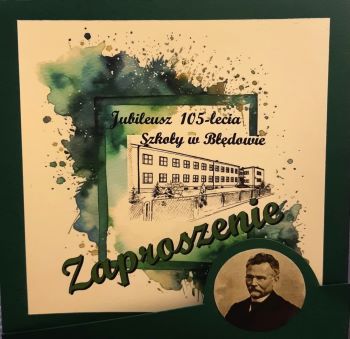 Jubileusz 105-lecia
Szkoły w Błędowie
Zaproszenie